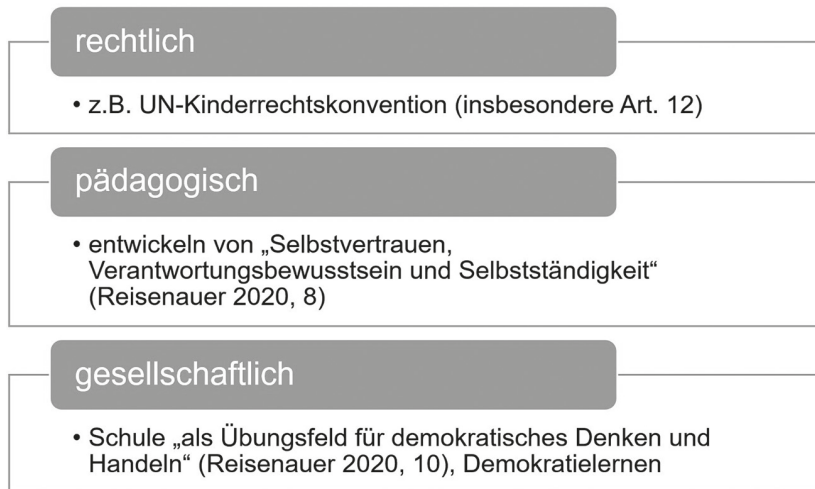 rechtlich
• z.B. UN-Kinderrechtskonvention (insbesondere Art. 12)
pädagogisch
• entwickeln von „Selbstvertrauen,
Verantwortungsbewusstsein und Selbstständigkeit“
(Reisenauer 2020, 8)
gesellschaftlich
• Schule „als Übungsfeld für demokratisches Denken und
Handeln“ (Reisenauer 2020, 10), Demokratielernen